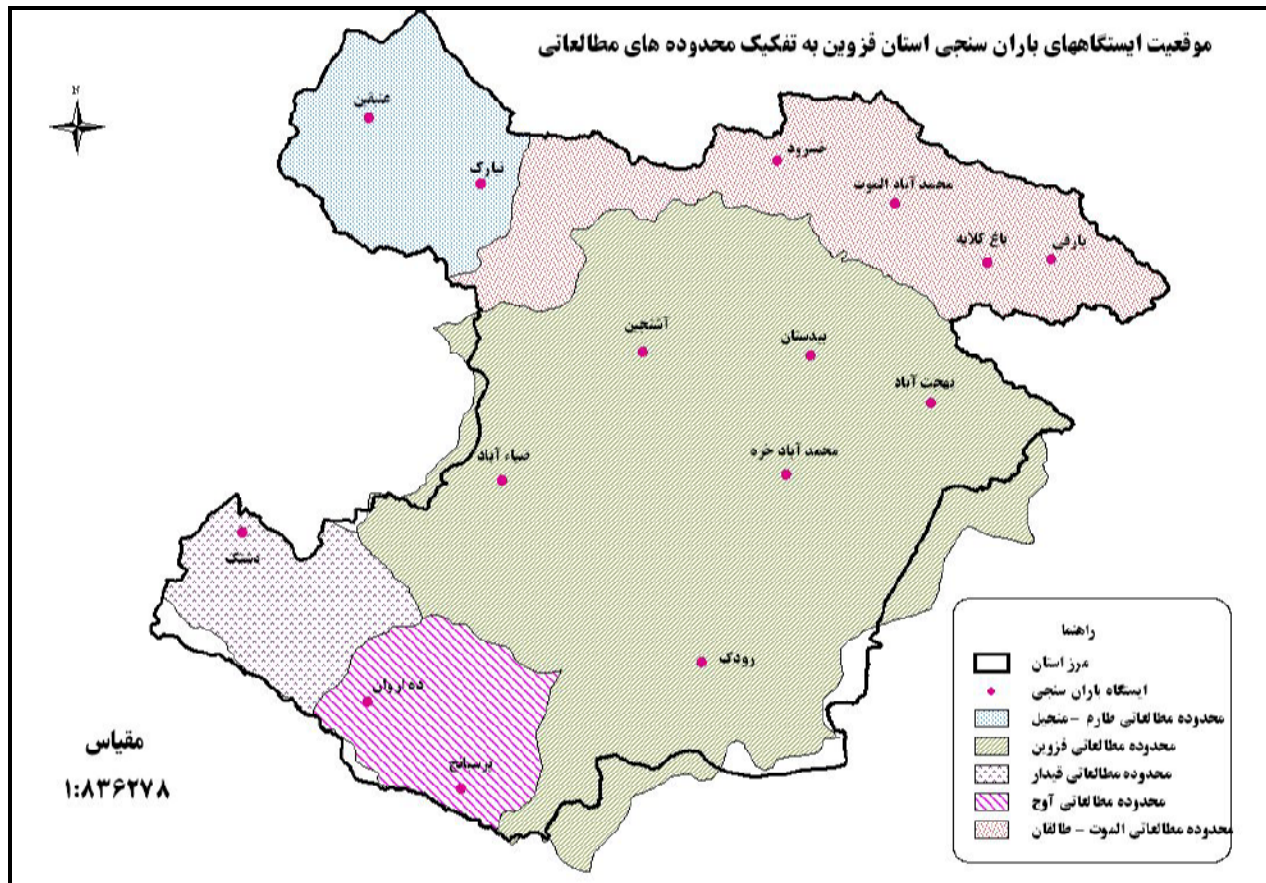 موقعیت ایستگاههای باران سنجی استان قزوین به تفکیک محدوده های مطالعاتی
N
نیارک
خسرود
محمد آباد الموت
باغ کلایه
بارفی
آشنجین
بیدستان
بهجت آباد
ضیاء آباد
محمد آباد خره
رودک
ده اروان
پرسبانج
راهنما
مرز استان
ایستگاه باران سنجی
محدوده مطالعاتی طارم - منجیل
محدوده مطالعاتی قزوین
محدوده مطالعاتی قیدار
محدوده مطالعاتی آوج
محدوده مطالعاتی الموت - طالقان
مقیاس
۱:۸۳۶۲۷۸